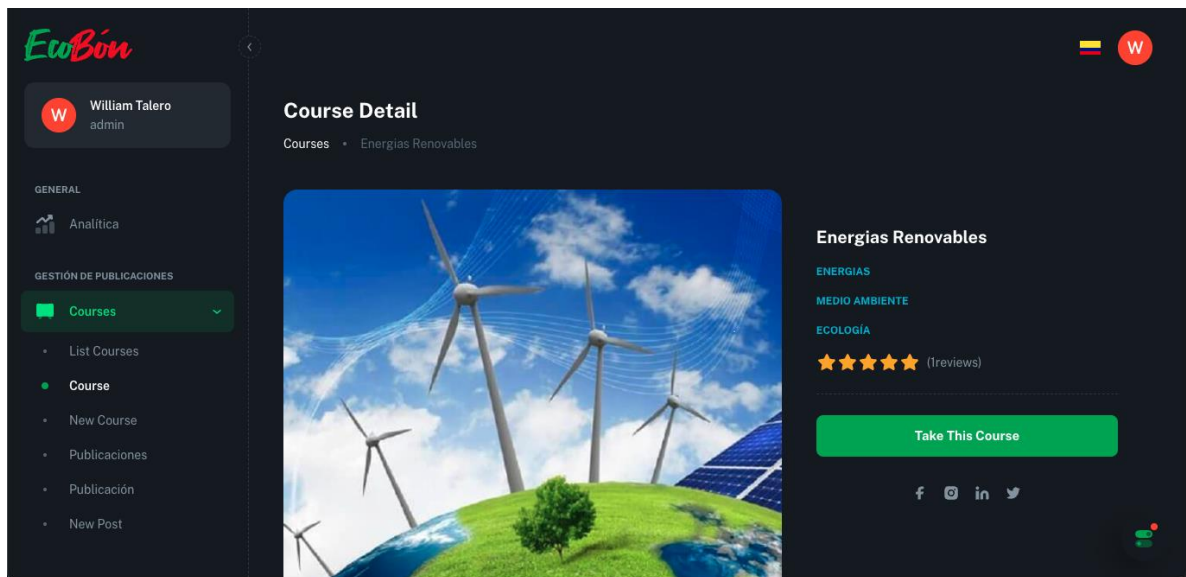 EcoBón
W
William Talero
admin
GENERAL
Analítica
GESTIÓN DE PUBLICACIONES
Courses
List Courses
Course
New Course
Publicaciones
Publicación
New Post
W
Course Detail
Courses • Energias Renovables
Energias Renovables
ENERGIAS
MEDIO AMBIENTE
ECOLOGÍA
(1reviews)
Take This Course